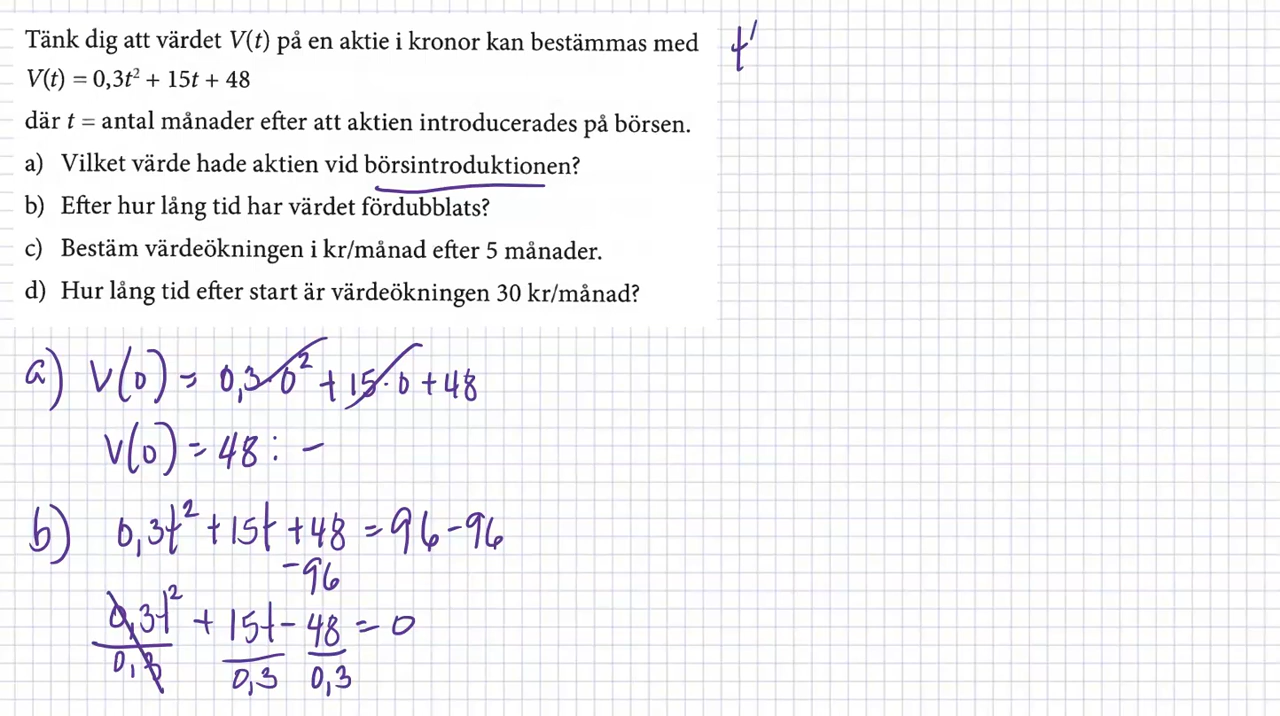 Tänk dig att värdet V(t) på en aktie i kronor kan bestämmas med
V(t) = 0,3t² + 15t + 48
där t = antal månader efter att aktien introducerades på börsen.
a) Vilket värde hade aktien vid börsintroduktionen?
b) Efter hur lång tid har värdet fördubblats?
c) Bestäm värdeökningen i kr/månad efter 5 månader.
d) Hur lång tid efter start är värdeökningen 30 kr/månad?
a) V(0) = 0,3·0² + 15·0 + 48
V(0) = 48:-
b) 0,3t² + 15t + 48 = 96 - 96
-96
0,3t² + 15t - 48 = 0
0,3 0,3 0,3
t'